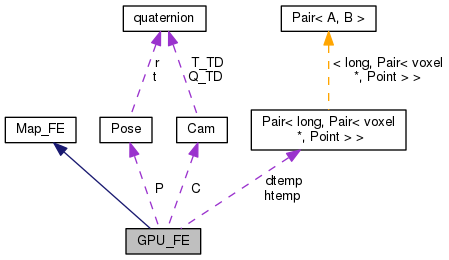 quaternion
Pair< A, B >
r
t
T_TD
Q_TD
< long, Pair< voxel
*, Point > >
Map_FE
Pose
Cam
Pair< long, Pair< voxel
*, Point > >
P
C
dtemp
htemp
GPU_FE